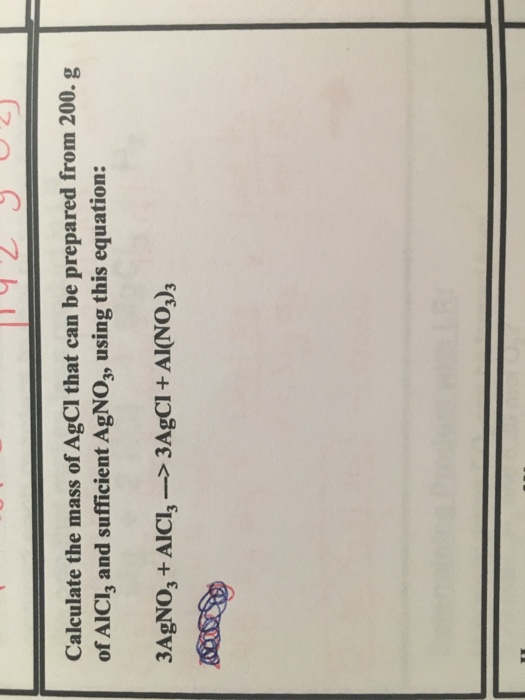 Calculate the mass of AgCl that can be prepared from 200. g
of AlCl₃ and sufficient AgNO₃, using this equation:
3AgNO₃ + AlCl₃ —> 3AgCl + Al(NO₃)₃